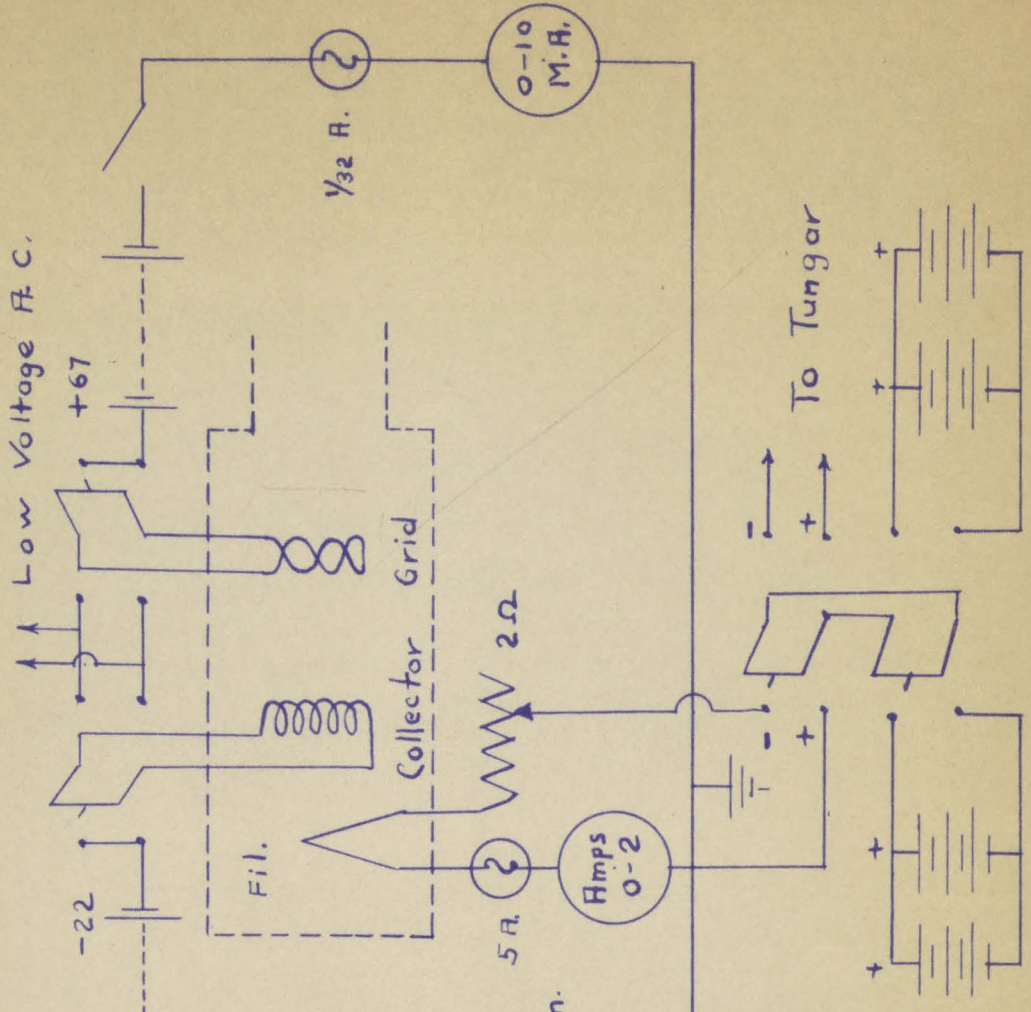 Low Voltage A.C.
-22
+67
1/32 A.
0-10
M.A.
Fil.
Collector
Grid
2Ω
5 A.
Amps
0-2
n.
-
+
-
+
To Tungar
+
+
+
+